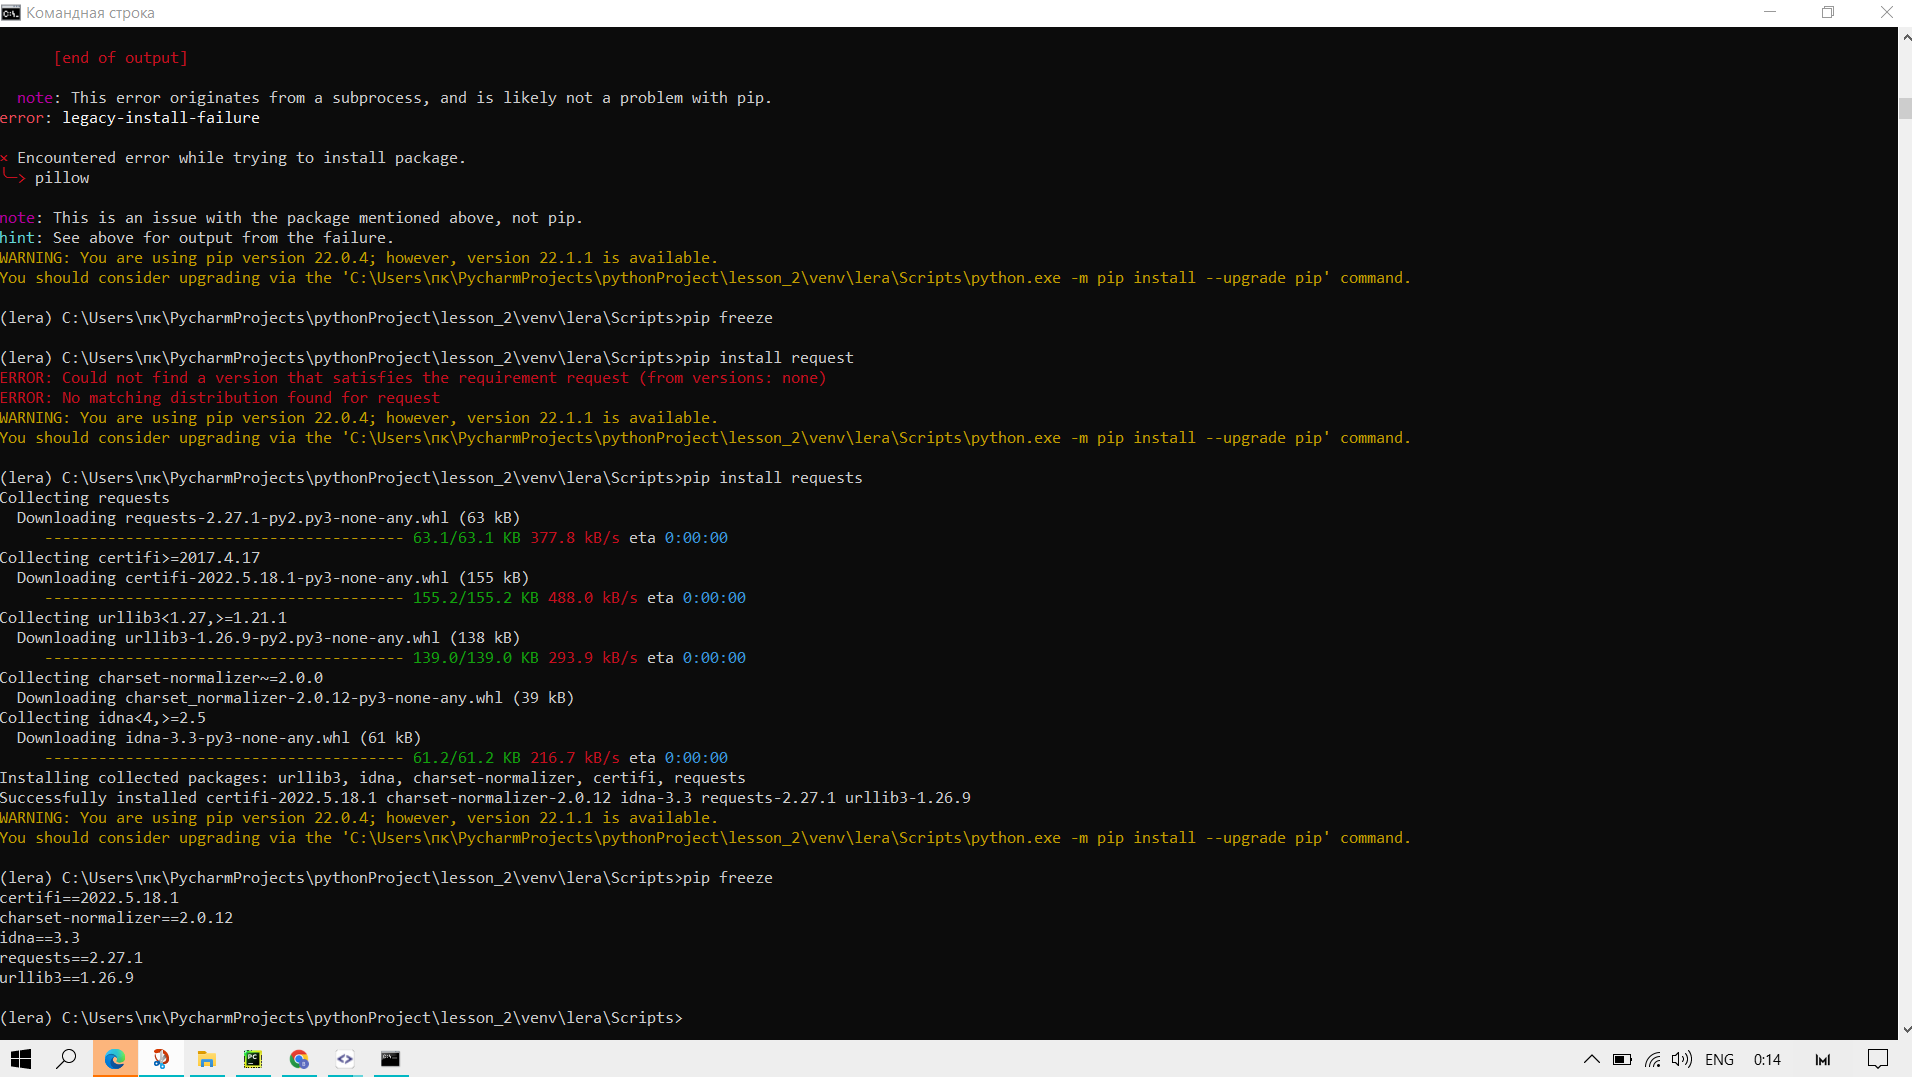 Командная строка
[end of output]
note: This error originates from a subprocess, and is likely not a problem with pip.
error: legacy-install-failure
× Encountered error while trying to install package.
╰─> pillow
note: This is an issue with the package mentioned above, not pip.
hint: See above for output from the failure.
WARNING: You are using pip version 22.0.4; however, version 22.1.1 is available.
You should consider upgrading via the 'C:\Users\пк\PycharmProjects\pythonProject\lesson_2\venv\lera\Scripts\python.exe -m pip install --upgrade pip' command.
(lera) C:\Users\пк\PycharmProjects\pythonProject\lesson_2\venv\lera\Scripts>pip freeze
(lera) C:\Users\пк\PycharmProjects\pythonProject\lesson_2\venv\lera\Scripts>pip install request
ERROR: Could not find a version that satisfies the requirement request (from versions: none)
ERROR: No matching distribution found for request
WARNING: You are using pip version 22.0.4; however, version 22.1.1 is available.
You should consider upgrading via the 'C:\Users\пк\PycharmProjects\pythonProject\lesson_2\venv\lera\Scripts\python.exe -m pip install --upgrade pip' command.
(lera) C:\Users\пк\PycharmProjects\pythonProject\lesson_2\venv\lera\Scripts>pip install requests
Collecting requests
Downloading requests-2.27.1-py2.py3-none-any.whl (63 kB)
---------------------------------------- 63.1/63.1 KB 377.8 kB/s eta 0:00:00
Collecting certifi>=2017.4.17
Downloading certifi-2022.5.18.1-py3-none-any.whl (155 kB)
---------------------------------------- 155.2/155.2 KB 488.0 kB/s eta 0:00:00
Collecting urllib3<1.27,>=1.21.1
Downloading urllib3-1.26.9-py2.py3-none-any.whl (138 kB)
---------------------------------------- 139.0/139.0 KB 293.9 kB/s eta 0:00:00
Collecting charset-normalizer~=2.0.0
Downloading charset_normalizer-2.0.12-py3-none-any.whl (39 kB)
Collecting idna<4,>=2.5
Downloading idna-3.3-py3-none-any.whl (61 kB)
---------------------------------------- 61.2/61.2 KB 216.7 kB/s eta 0:00:00
Installing collected packages: urllib3, idna, charset-normalizer, certifi, requests
Successfully installed certifi-2022.5.18.1 charset-normalizer-2.0.12 idna-3.3 requests-2.27.1 urllib3-1.26.9
WARNING: You are using pip version 22.0.4; however, version 22.1.1 is available.
You should consider upgrading via the 'C:\Users\пк\PycharmProjects\pythonProject\lesson_2\venv\lera\Scripts\python.exe -m pip install --upgrade pip' command.
(lera) C:\Users\пк\PycharmProjects\pythonProject\lesson_2\venv\lera\Scripts>pip freeze
certifi==2022.5.18.1
charset-normalizer==2.0.12
idna==3.3
requests==2.27.1
urllib3==1.26.9
(lera) C:\Users\пк\PycharmProjects\pythonProject\lesson_2\venv\lera\Scripts>
ENG 0:14